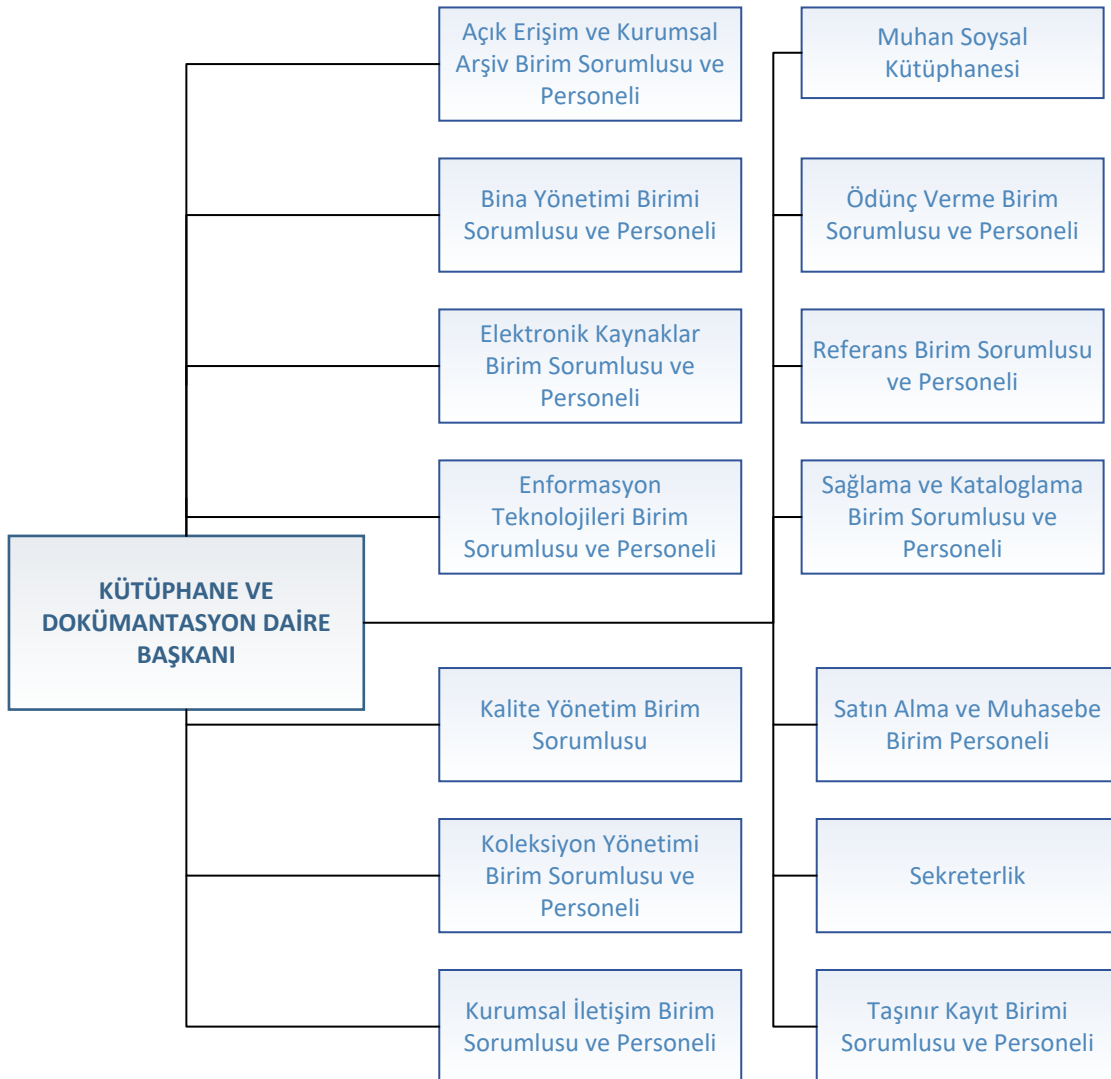 Açık Erişim ve Kurumsal
Arşiv Birim Sorumlusu ve
Personeli
Bina Yönetimi Birimi
Sorumlusu ve Personeli
Elektronik Kaynaklar
Birim Sorumlusu ve
Personeli
Enformasyon
Teknolojileri Birim
Sorumlusu ve Personeli
KÜTÜPHANE VE
DOKÜMANTASYON DAİRE
BAŞKANI
Kalite Yönetim Birim
Sorumlusu
Koleksiyon Yönetimi
Birim Sorumlusu ve
Personeli
Kurumsal İletişim Birim
Sorumlusu ve Personeli
Muhan Soysal
Kütüphanesi
Ödünç Verme Birim
Sorumlusu ve Personeli
Referans Birim Sorumlusu
ve Personeli
Sağlama ve Kataloglama
Birim Sorumlusu ve
Personeli
Satın Alma ve Muhasebe
Birim Personeli
Sekreterlik
Taşınır Kayıt Birimi
Sorumlusu ve Personeli